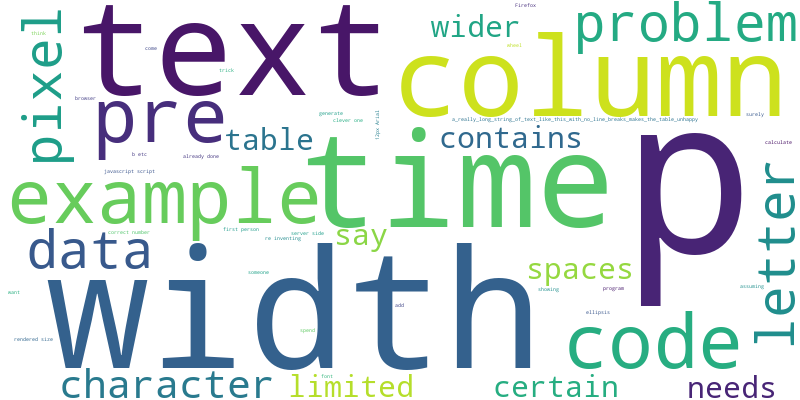 Firefox
text
wider
problem
pixel
think
come
column
trick
wheel
browser
pre
generate
clever one
12px Arial
a_really_long_string_of_text_like_this_with_no_line_breaks_makes_the_table_unhappy
surely
table
time
contains
p
calculate
b etc
already done
javascript script
example
letter
data
correct number
first person
server side
re inventing
say
width
someone
spaces
want
showing
program
assuming
add
ellipsis
rendered size
spend
code
character
font
limited
certain
needs